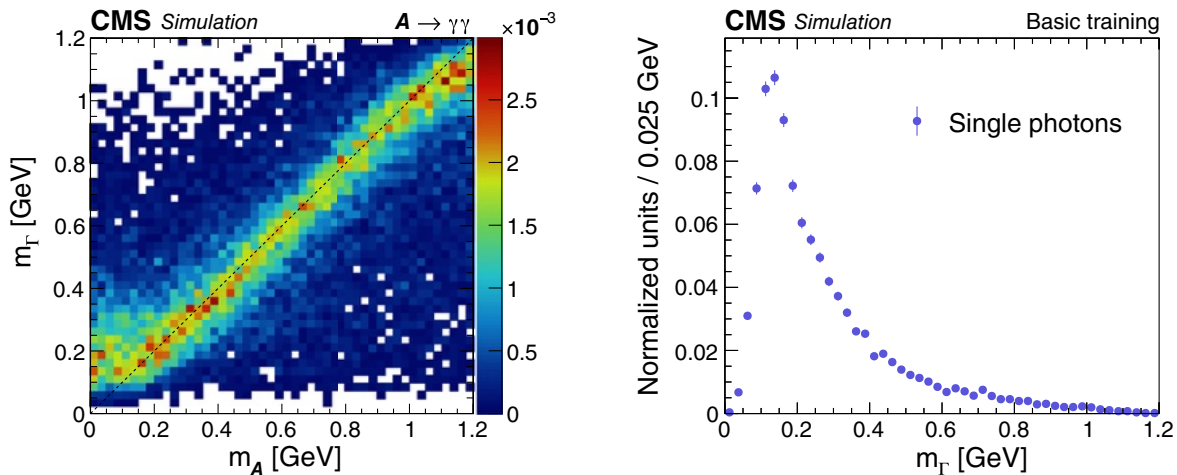 CMS Simulation A → γγ ×10⁻³
1.2
1
0.8
0.6
0.4
0.2
0
m_Γ [GeV]
0 0.2 0.4 0.6 0.8 1 1.2
m_A [GeV]
2.5
2
1.5
1
0.5
0
CMS Simulation Basic training
Normalized units / 0.025 GeV
0.1
0.08
0.06
0.04
0.02
0
Single photons
0 0.2 0.4 0.6 0.8 1 1.2
m_Γ [GeV]